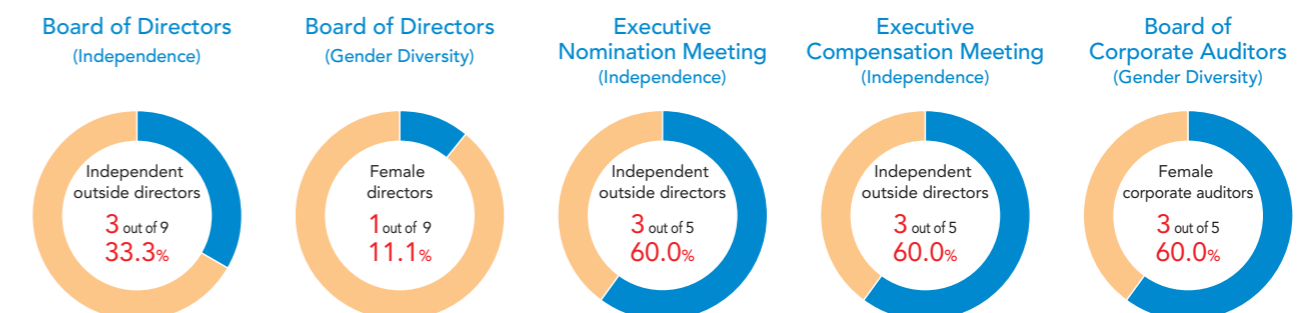 Board of Directors
(Independence)
Independent
outside directors
3 out of 9
33.3%
Board of Directors
(Gender Diversity)
Female
directors
1 out of 9
11.1%
Executive
Nomination Meeting
(Independence)
Independent
outside directors
3 out of 5
60.0%
Executive
Compensation Meeting
(Independence)
Independent
outside directors
3 out of 5
60.0%
Board of
Corporate Auditors
(Gender Diversity)
Female
corporate auditors
3 out of 5
60.0%